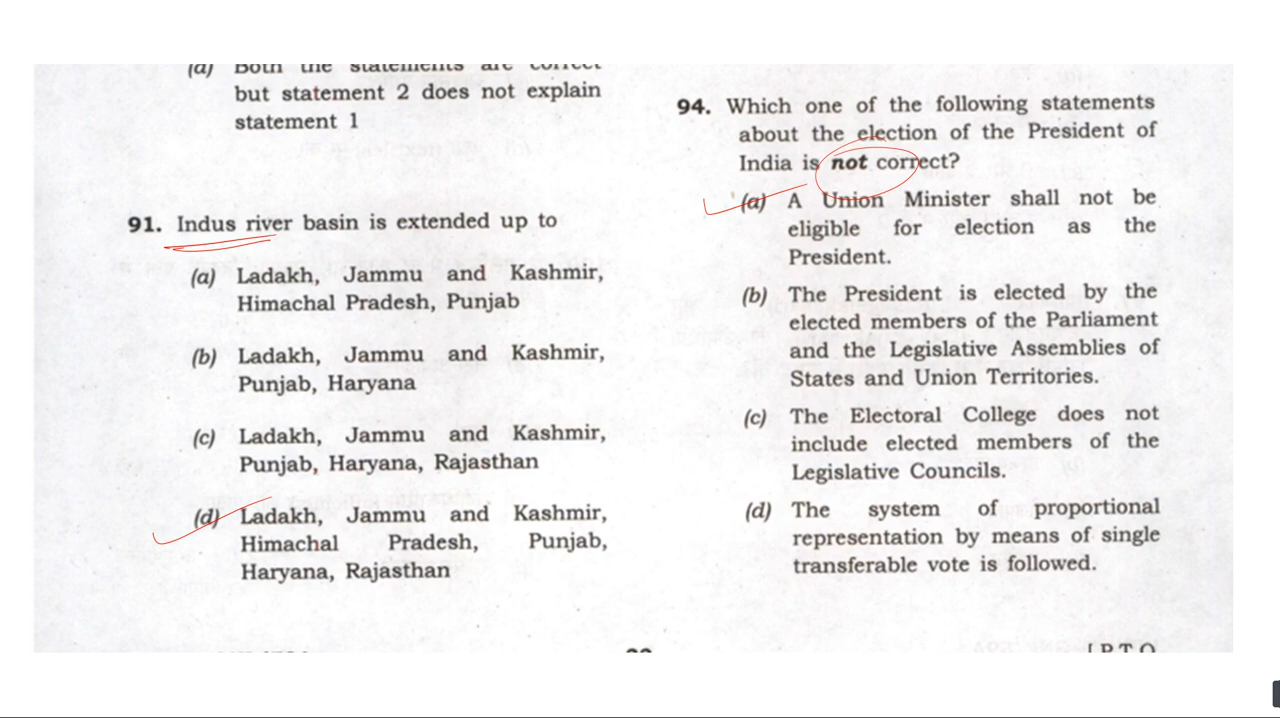 (d) Both the statements are correct
but statement 2 does not explain
statement 1
91. Indus river basin is extended up to
(a) Ladakh, Jammu and Kashmir,
Himachal Pradesh, Punjab
(b) Ladakh, Jammu and Kashmir,
Punjab, Haryana
(c) Ladakh, Jammu and Kashmir,
Punjab, Haryana, Rajasthan
(d) Ladakh, Jammu and Kashmir,
Himachal Pradesh, Punjab,
Haryana, Rajasthan
94. Which one of the following statements
about the election of the President of
India is not correct?
(a) A Union Minister shall not be
eligible for election as the
President.
(b) The President is elected by the
elected members of the Parliament
and the Legislative Assemblies of
States and Union Territories.
(c) The Electoral College does not
include elected members of the
Legislative Councils.
(d) The system of proportional
representation by means of single
transferable vote is followed.
[ P.T.O.